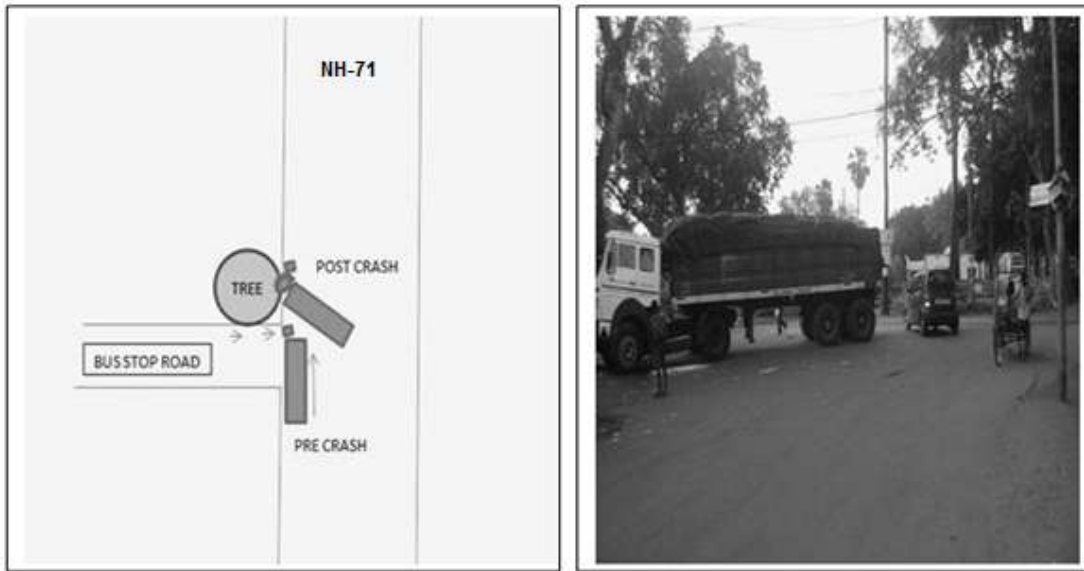 NH-71
POST CRASH
TREE
BUS STOP ROAD
PRE CRASH